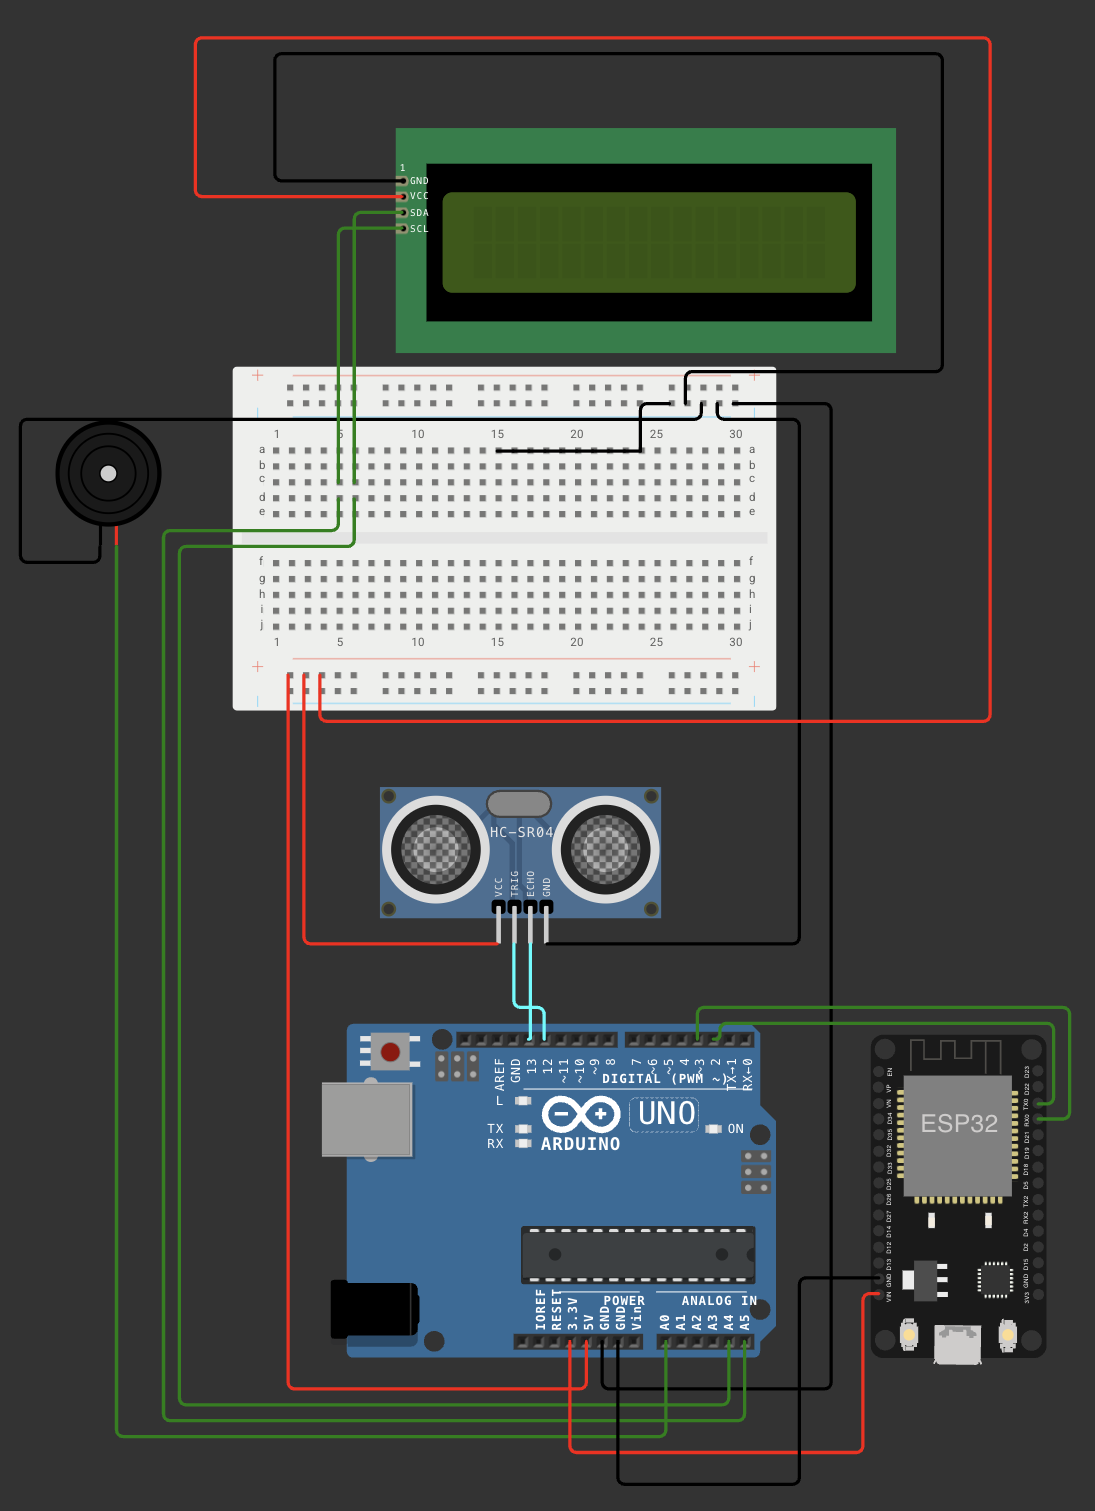 1
GND
VCC
SDA
SCL
+ +
1 5 10 15 20 25 30
a a
b b
c c
d d
e e
f f
g g
h h
i i
j j
1 5 10 15 20 25 30
+ +
HC-SR04
VCC
TRIG
ECHO
GND
AREF
GND
13
12
~11
~10
~9
8
7
~6
~5
4
~3
2
TX→1
RX←0
DIGITAL (PWM ~)
L
TX
RX
UNO
ARDUINO
ON
IOREF
RESET
3.3V
5V
GND
GND
Vin
POWER
ANALOG IN
A0
A1
A2
A3
A4
A5
ESP32
EN
VP
VN
D34
D35
D32
D33
D25
D26
D27
D14
D12
D13
GND
VIN
D23
D22
TX0
RX0
D21
D19
D18
D5
TX2
RX2
D4
D2
D15
GND
3V3